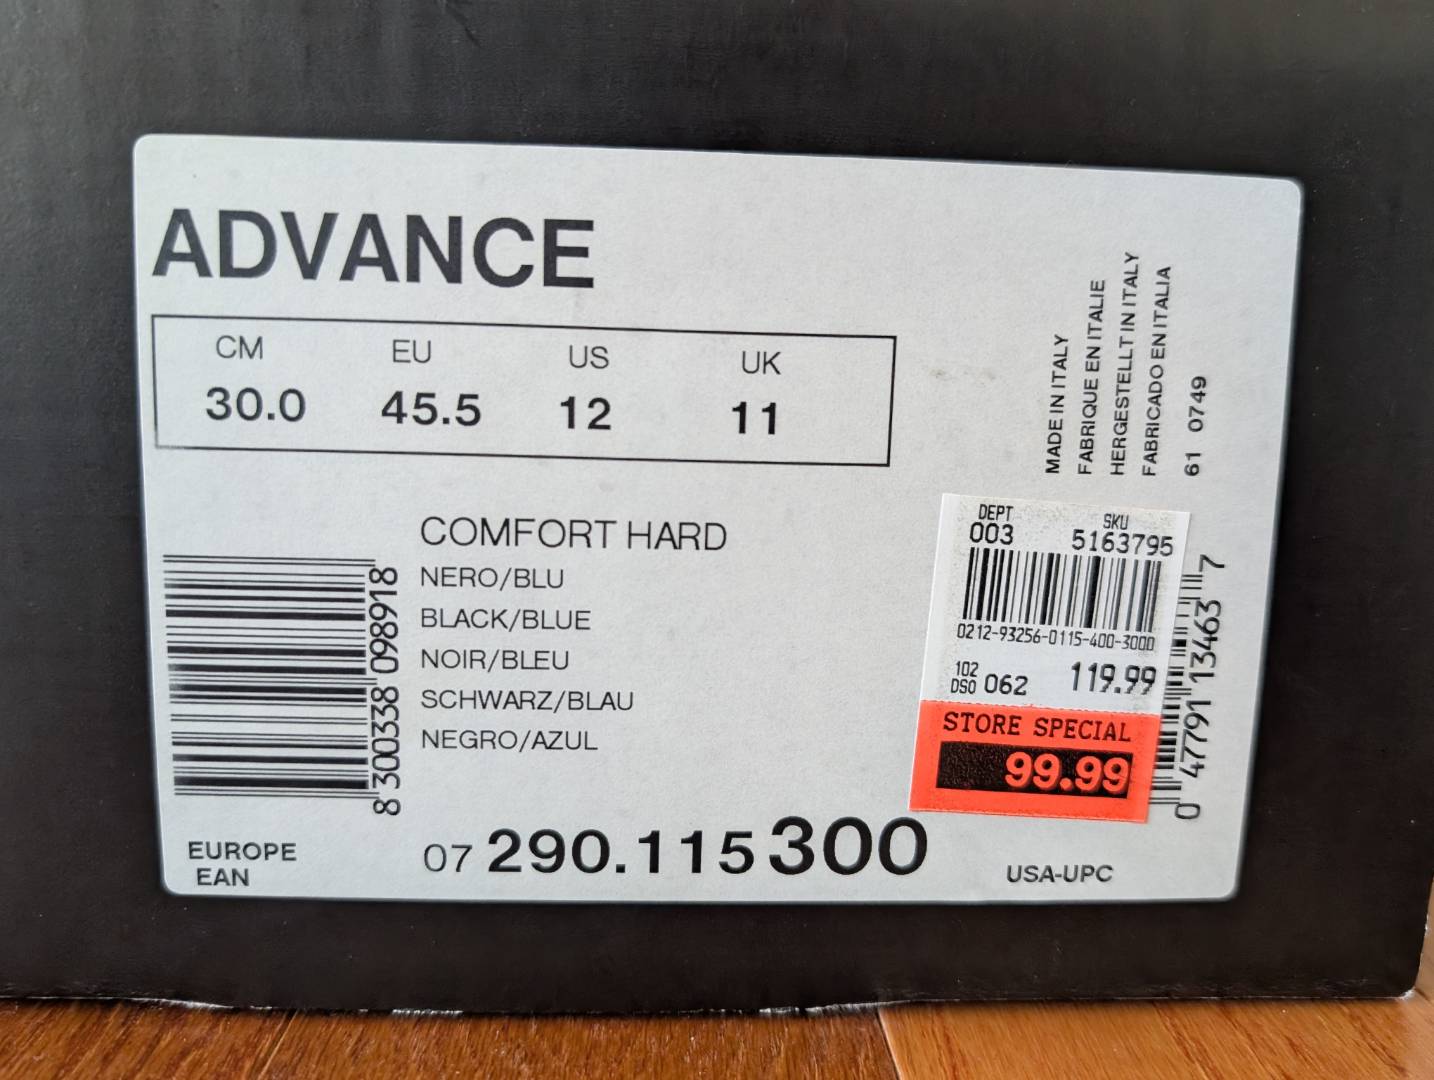 ADVANCE
CM EU US UK
30.0 45.5 12 11
MADE IN ITALY
FABRIQUE EN ITALIE
HERGESTELLT IN ITALY
FABRICADO EN ITALIA
61 0749
COMFORT HARD
NERO/BLU
BLACK/BLUE
NOIR/BLEU
SCHWARZ/BLAU
NEGRO/AZUL
8 300338 098918
EUROPE
EAN
07 290.115 300
DEPT SKU
003 5163795
0212-93256-0115-400-3000
102
DSO 062 119.99
STORE SPECIAL
99.99
0 47791 13463 7
USA-UPC